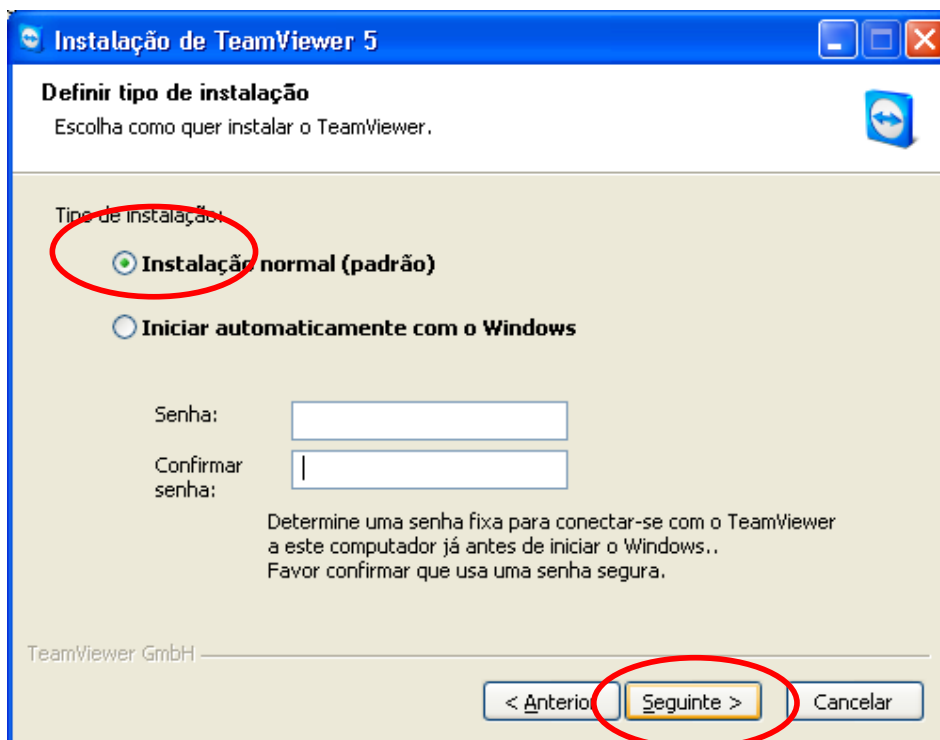 Instalação de TeamViewer 5
Definir tipo de instalação
Escolha como quer instalar o TeamViewer.
Tipo de instalação:
Instalação normal (padrão)
Iniciar automaticamente com o Windows
Senha:
Confirmar
senha:
Determine uma senha fixa para conectar-se com o TeamViewer
a este computador já antes de iniciar o Windows..
Favor confirmar que usa uma senha segura.
TeamViewer GmbH
< Anterior
Seguinte >
Cancelar